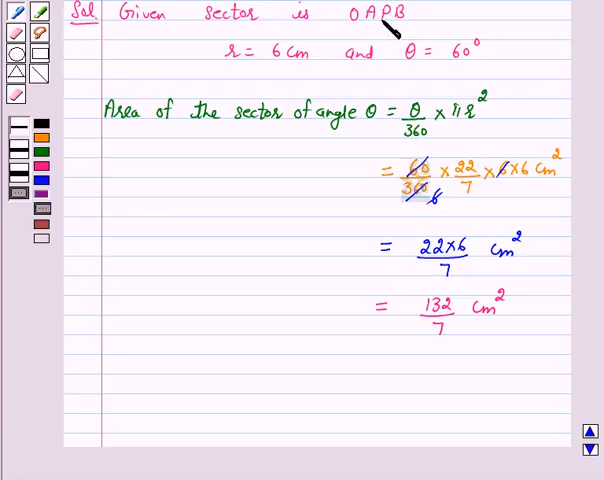 Sol. Given sector is OAPB
r = 6 cm and θ = 60°
Area of the sector of angle θ = θ/360 × πr²
= 60/360 6 × 22/7 × 6 × 6 cm²
= 22×6/7 cm²
= 132/7 cm²